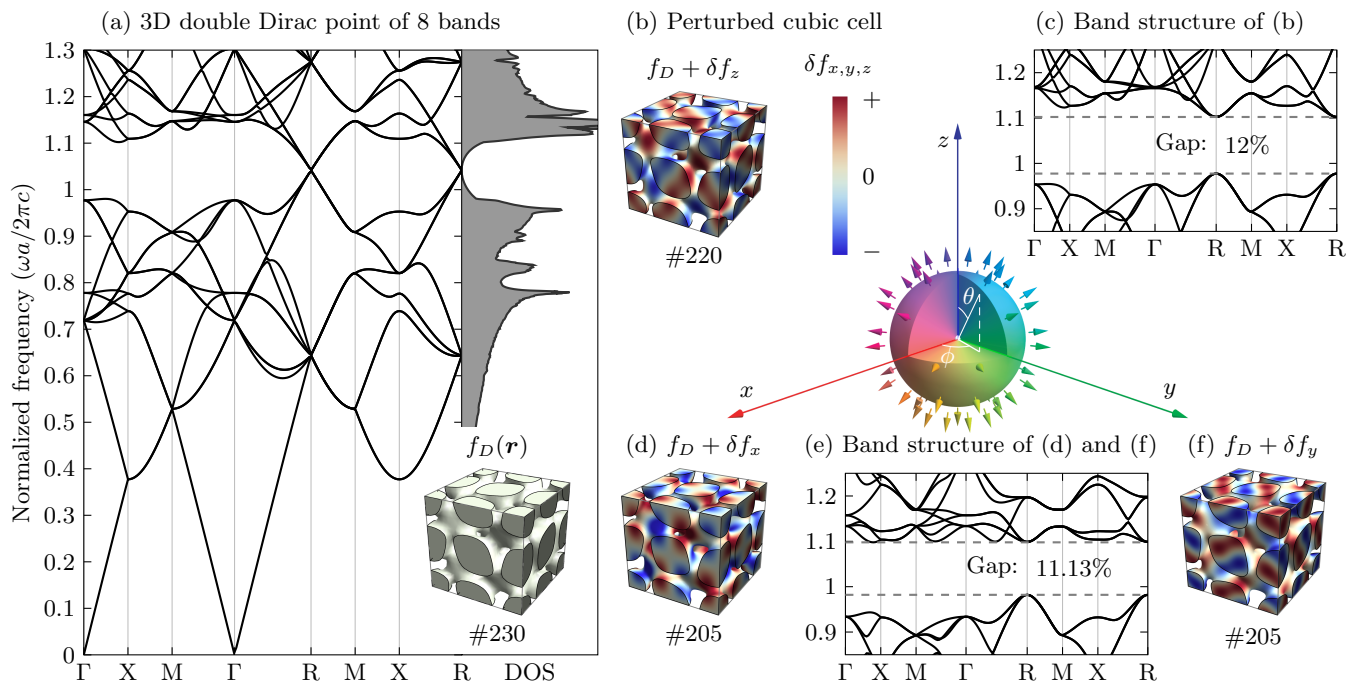 (a) 3D double Dirac point of 8 bands
(b) Perturbed cubic cell
(c) Band structure of (b)
Normalized frequency (ωa/2πc)
1.3
1.2
1.1
1
0.9
0.8
0.7
0.6
0.5
0.4
0.3
0.2
0.1
0
Γ X M Γ R M X R DOS
f_D(r)
#230
f_D + δf_z
#220
δf_{x,y,z}
+
0
−
z
θ
ϕ
x
y
1.2
1.1
1
0.9
Gap: 12%
Γ X M Γ R M X R
(d) f_D + δf_x
#205
(e) Band structure of (d) and (f)
1.2
1.1
1
0.9
Gap: 11.13%
Γ X M Γ R M X R
(f) f_D + δf_y
#205